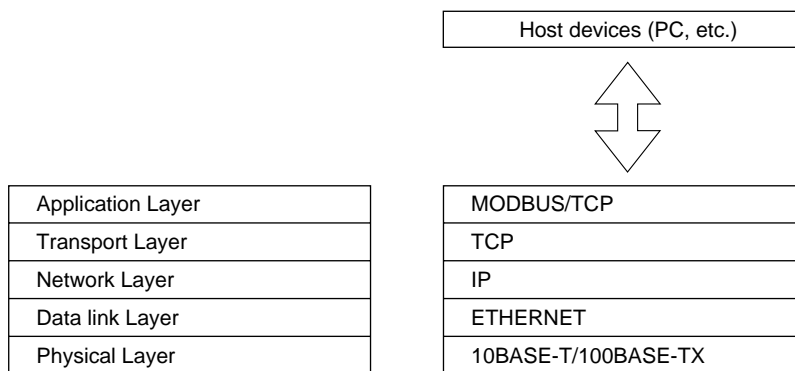 Host devices (PC, etc.)
Application Layer
MODBUS/TCP
Transport Layer
TCP
Network Layer
IP
Data link Layer
ETHERNET
Physical Layer
10BASE-T/100BASE-TX